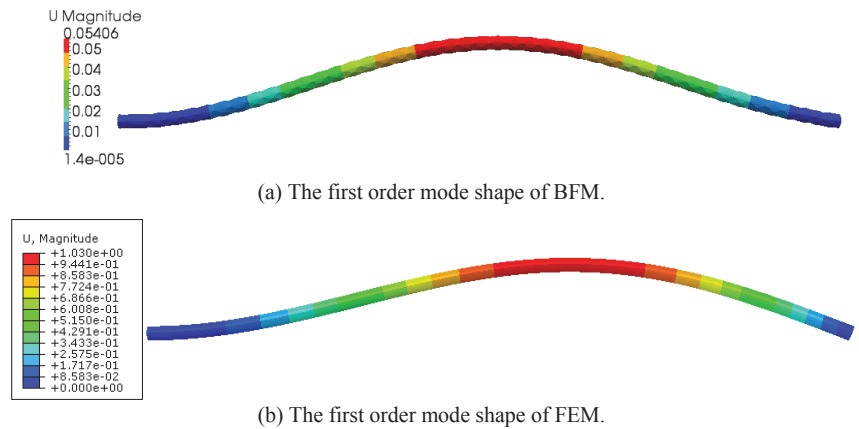 U Magnitude
0.05406
0.05
0.04
0.03
0.02
0.01
1.4e-005
(a) The first order mode shape of BFM.
U, Magnitude
+1.030e+00
+9.441e-01
+8.583e-01
+7.724e-01
+6.866e-01
+6.008e-01
+5.150e-01
+4.291e-01
+3.433e-01
+2.575e-01
+1.717e-01
+8.583e-02
+0.000e+00
(b) The first order mode shape of FEM.